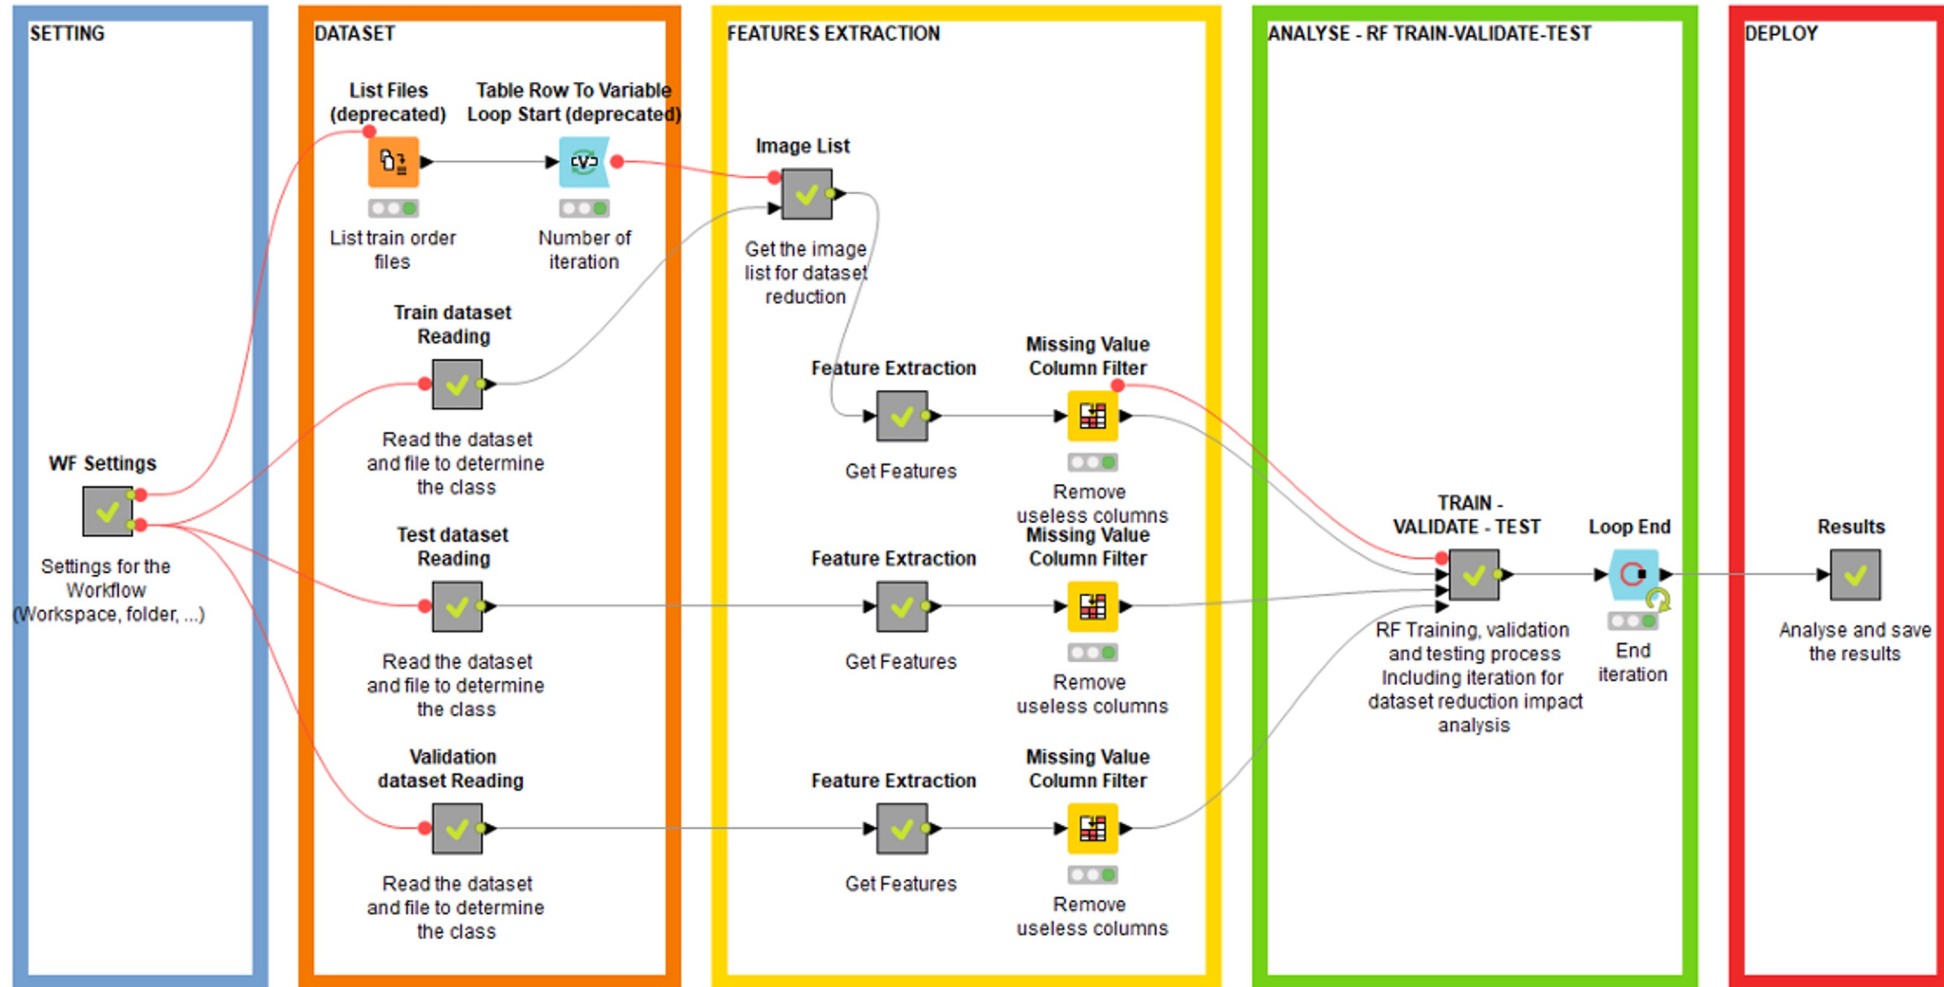 SETTING
WF Settings
Settings for the
Workflow
(Workspace, folder, ...)
DATASET
List Files
(deprecated)
List train order
files
Table Row To Variable
Loop Start (deprecated)
Number of
iteration
Train dataset
Reading
Read the dataset
and file to determine
the class
Test dataset
Reading
Read the dataset
and file to determine
the class
Validation
dataset Reading
Read the dataset
and file to determine
the class
FEATURES EXTRACTION
Image List
Get the image
list for dataset
reduction
Feature Extraction
Get Features
Missing Value
Column Filter
Remove
useless columns
Feature Extraction
Get Features
Missing Value
Column Filter
Remove
useless columns
Feature Extraction
Get Features
Missing Value
Column Filter
Remove
useless columns
ANALYSE - RF TRAIN-VALIDATE-TEST
TRAIN -
VALIDATE - TEST
RF Training, validation
and testing process
Including iteration for
dataset reduction impact
analysis
Loop End
End
iteration
DEPLOY
Results
Analyse and save
the results